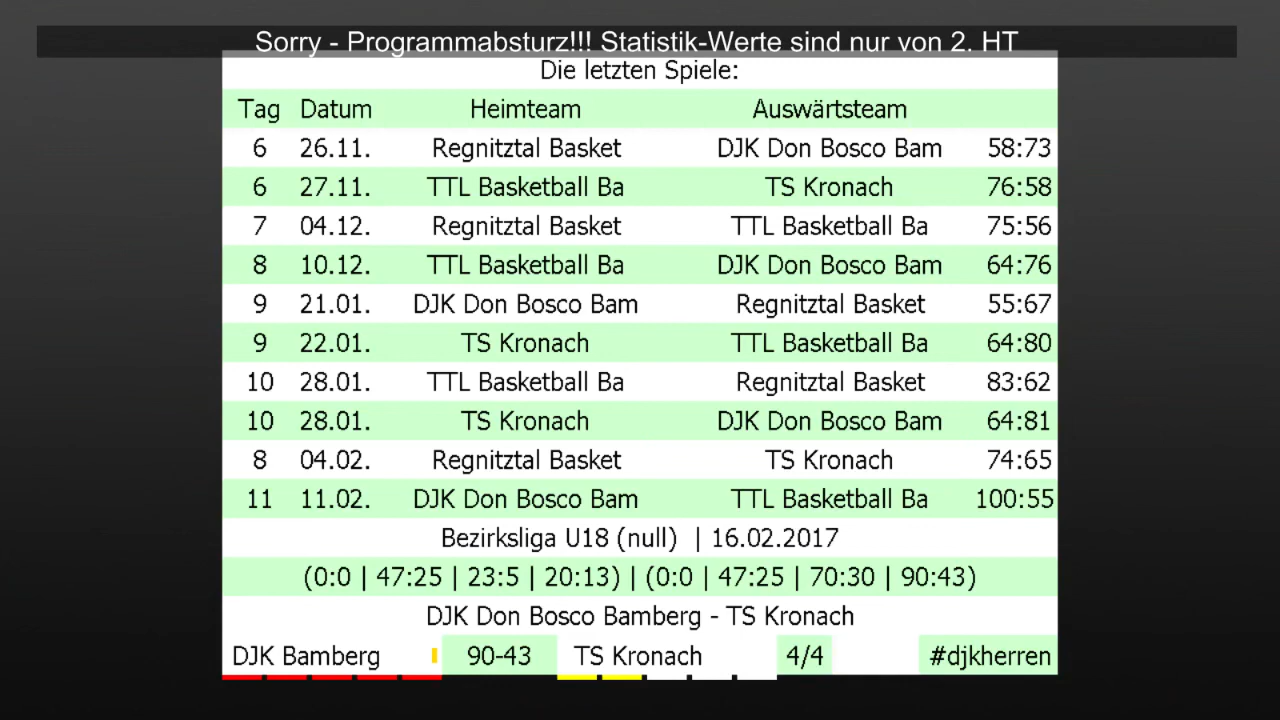 Sorry - Programmabsturz!!! Statistik-Werte sind nur von 2. HT
Die letzten Spiele:
Tag Datum Heimteam Auswärtsteam
6 26.11. Regnitztal Basket DJK Don Bosco Bam 58:73
6 27.11. TTL Basketball Ba TS Kronach 76:58
7 04.12. Regnitztal Basket TTL Basketball Ba 75:56
8 10.12. TTL Basketball Ba DJK Don Bosco Bam 64:76
9 21.01. DJK Don Bosco Bam Regnitztal Basket 55:67
9 22.01. TS Kronach TTL Basketball Ba 64:80
10 28.01. TTL Basketball Ba Regnitztal Basket 83:62
10 28.01. TS Kronach DJK Don Bosco Bam 64:81
8 04.02. Regnitztal Basket TS Kronach 74:65
11 11.02. DJK Don Bosco Bam TTL Basketball Ba 100:55
Bezirksliga U18 (null) | 16.02.2017
(0:0 | 47:25 | 23:5 | 20:13) | (0:0 | 47:25 | 70:30 | 90:43)
DJK Don Bosco Bamberg - TS Kronach
DJK Bamberg 90-43 TS Kronach 4/4 #djkherren